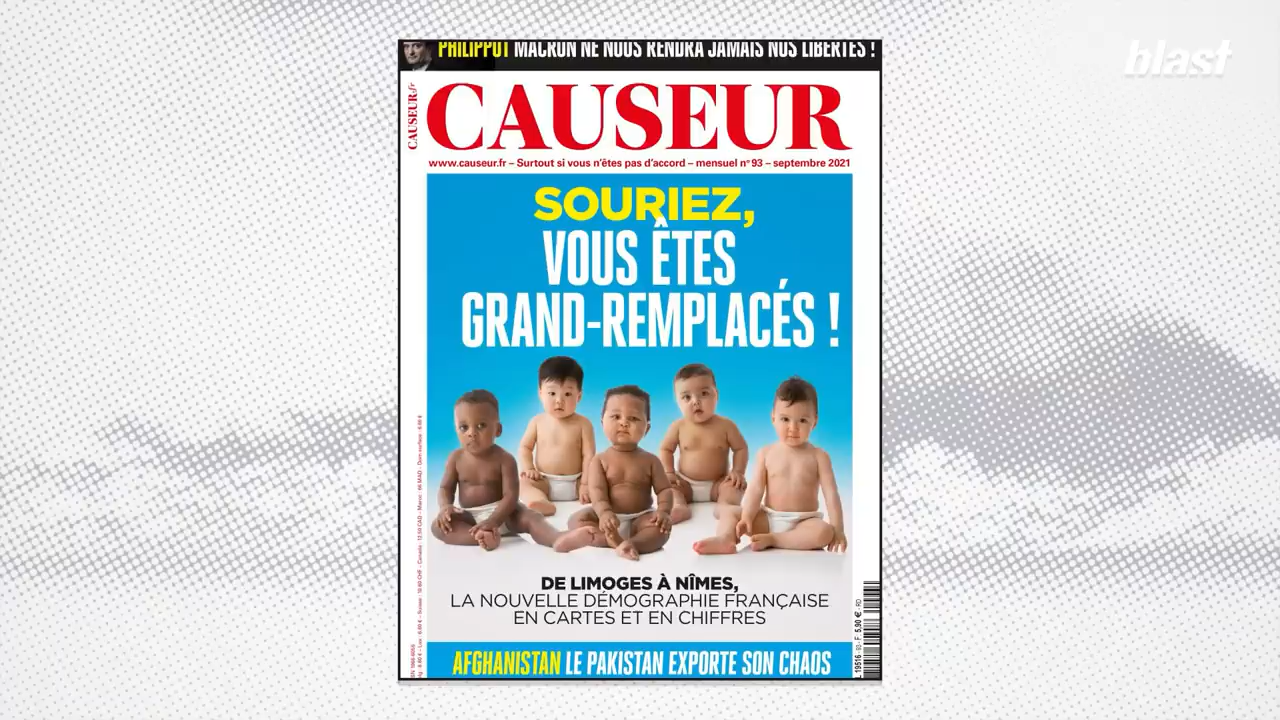 PHILIPPOT MACRON NE NOUS RENDRA JAMAIS NOS LIBERTÉS !
blast
CAUSEUR.fr
CAUSEUR
www.causeur.fr – Surtout si vous n'êtes pas d'accord – mensuel n° 93 – septembre 2021
SOURIEZ,
VOUS ÊTES
GRAND-REMPLACÉS !
DE LIMOGES À NÎMES,
LA NOUVELLE DÉMOGRAPHIE FRANÇAISE
EN CARTES ET EN CHIFFRES
AFGHANISTAN LE PAKISTAN EXPORTE SON CHAOS